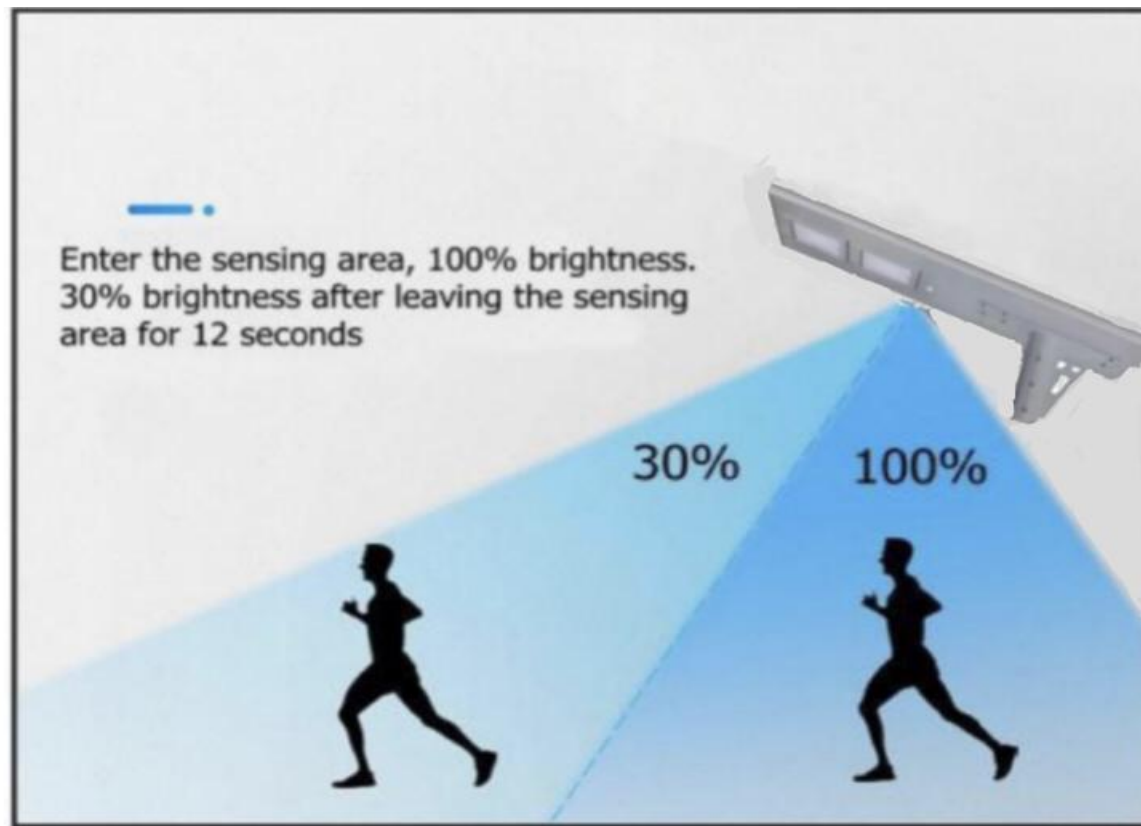 Enter the sensing area, 100% brightness.
30% brightness after leaving the sensing
area for 12 seconds
30%
100%